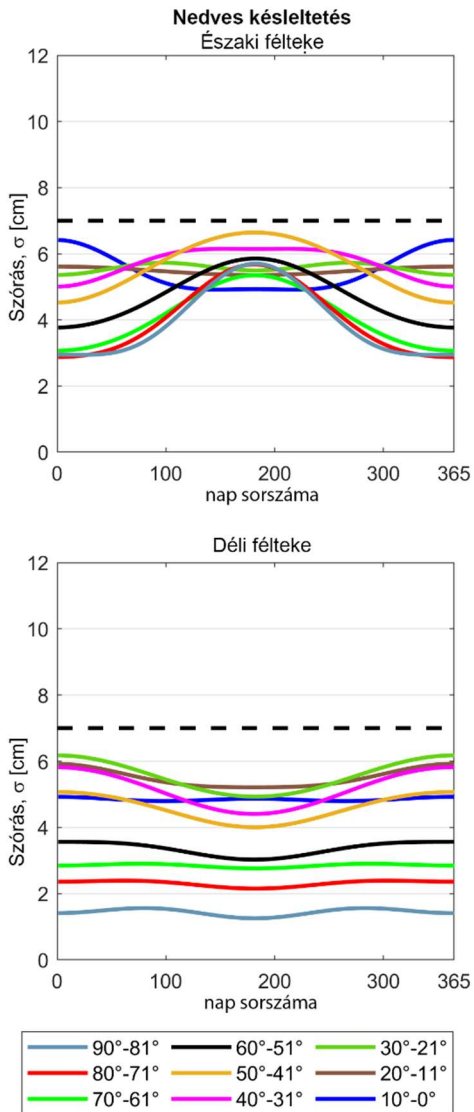 Nedves késleltetés
Északi félteke
12
10
8
6
4
2
0
Szórás, σ [cm]
0 100 200 300 365
nap sorszáma
Déli félteke
12
10
8
6
4
2
0
Szórás, σ [cm]
0 100 200 300 365
nap sorszáma
90°-81° 60°-51° 30°-21°
80°-71° 50°-41° 20°-11°
70°-61° 40°-31° 10°-0°